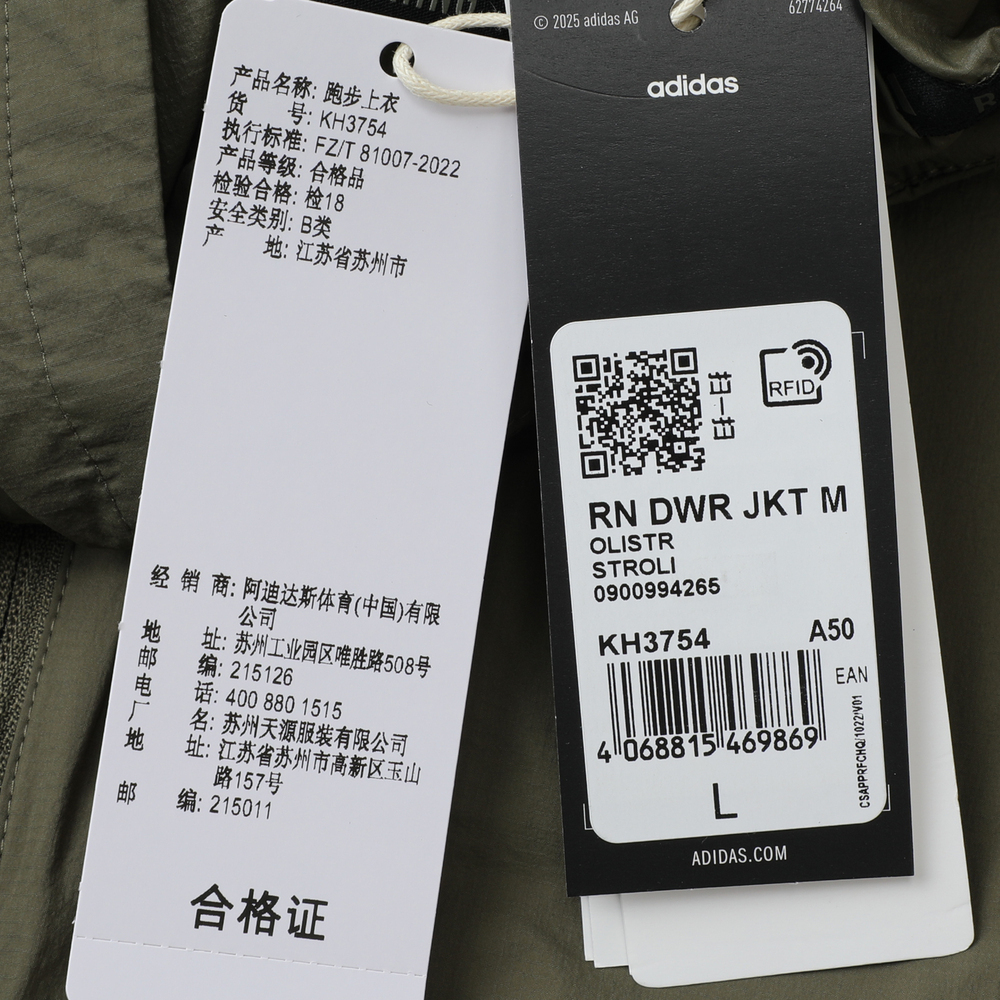 产品名称: 跑步上衣
货 号: KH3754
执行标准: FZ/T 81007-2022
产品等级: 合格品
检验合格: 检18
安全类别: B类
产 地: 江苏省苏州市
经 销 商: 阿迪达斯体育(中国)有限
公司
地 址: 苏州工业园区唯胜路508号
邮 编: 215126
电 话: 400 880 1515
厂 名: 苏州天源服装有限公司
地 址: 江苏省苏州市高新区玉山
路157号
邮 编: 215011
合格证
© 2025 adidas AG
62774264
adidas
RFID
RN DWR JKT M
OLISTR
STROLI
0900994265
KH3754
A50
EAN
4 068815 469869
CSAPPRFCHQ/1022/V01
L
ADIDAS.COM